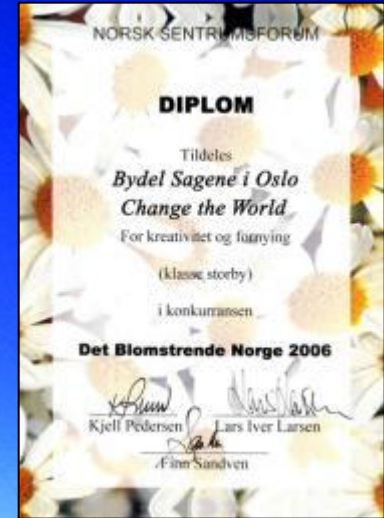 NORSK SENTRUMSFORUM
DIPLOM
Tildeles
Bydel Sagene i Oslo
Change the World
For kreativitet og fornying
(klasse storby)
i konkurransen
Det Blomstrende Norge 2006
Kjell Pedersen Lars Iver Larsen
Finn Sandven